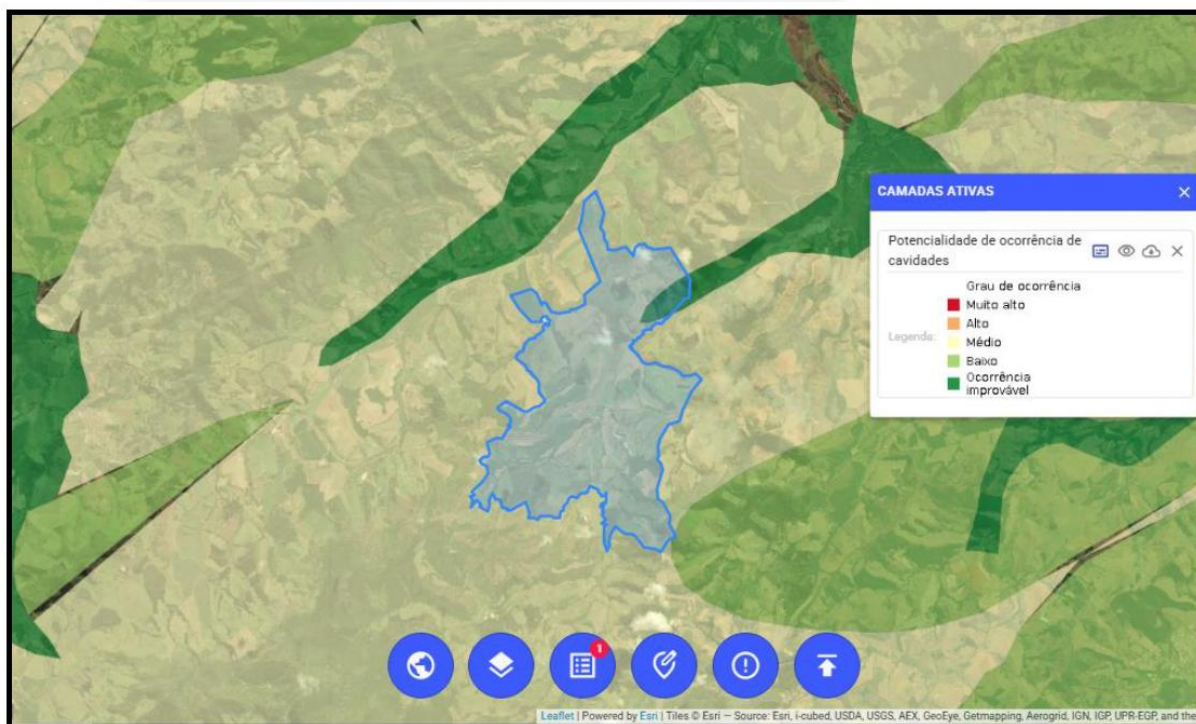 CAMADAS ATIVAS
Potencialidade de ocorrência de
cavidades
Grau de ocorrência
Muito alto
Alto
Legenda:
Médio
Baixo
Ocorrência
improvável
1
Leaflet | Powered by Esri | Tiles © Esri — Source: Esri, i-cubed, USDA, USGS, AEX, GeoEye, Getmapping, Aerogrid, IGN, IGP, UPR-EGP, and the